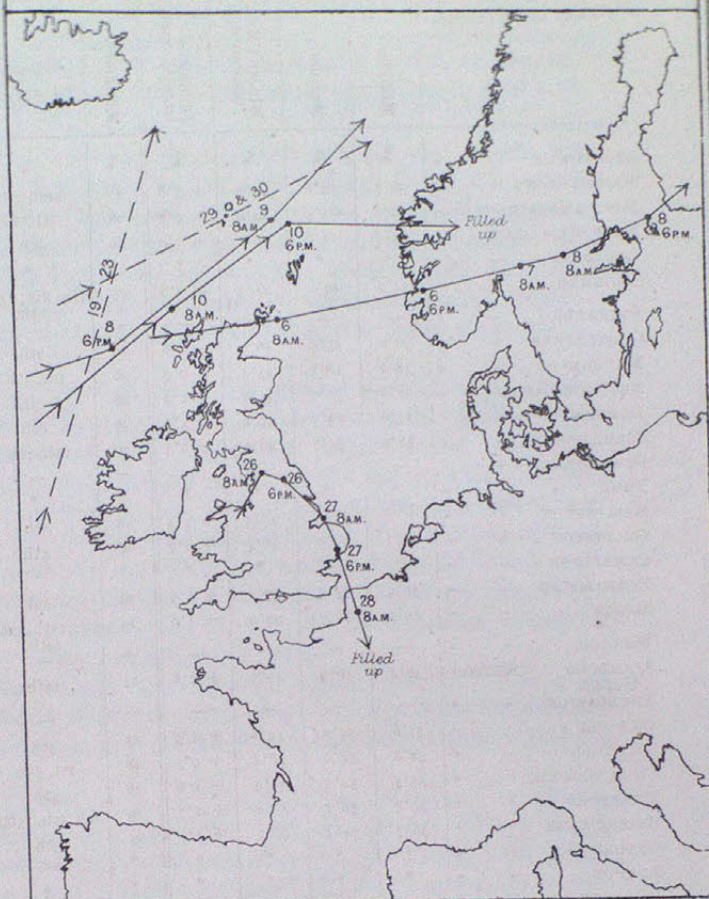 29 & 30
19-23
9
8 A.M.
10
6 P.M.
Filled
up
8
6 P.M.
10
8 A.M.
8
6 P.M.
7
8 A.M.
8
8 A.M.
6
6 P.M.
6
8 A.M.
26
8 A.M.
26
6 P.M.
27
8 A.M.
27
6 P.M.
28
8 A.M.
Filled
up